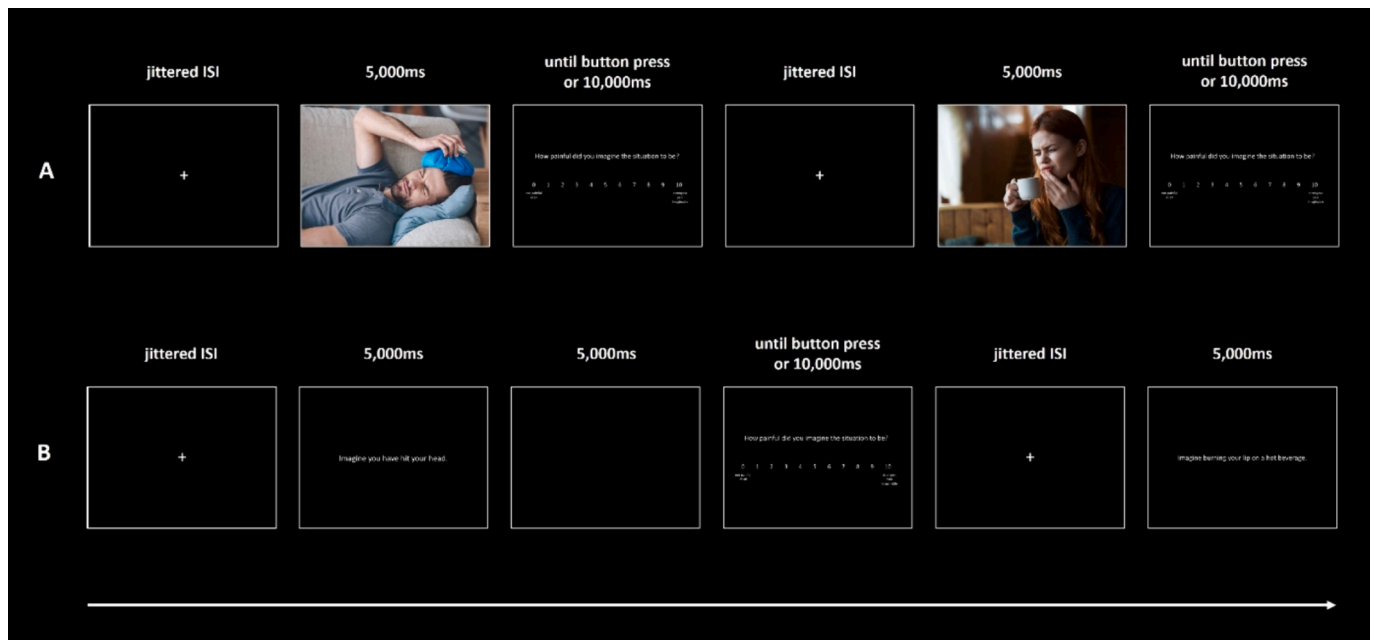 jittered ISI
5,000ms
until button press
or 10,000ms
jittered ISI
5,000ms
until button press
or 10,000ms
A
+
How painful did you imagine the situation to be?
0 1 2 3 4 5 6 7 8 9 10
+
How painful did you imagine the situation to be?
0 1 2 3 4 5 6 7 8 9 10
jittered ISI
5,000ms
5,000ms
until button press
or 10,000ms
jittered ISI
5,000ms
B
+
Imagine you have hit your head.
How painful did you imagine the situation to be?
0 1 2 3 4 5 6 7 8 9 10
+
Imagine burning your lip on a hot beverage.